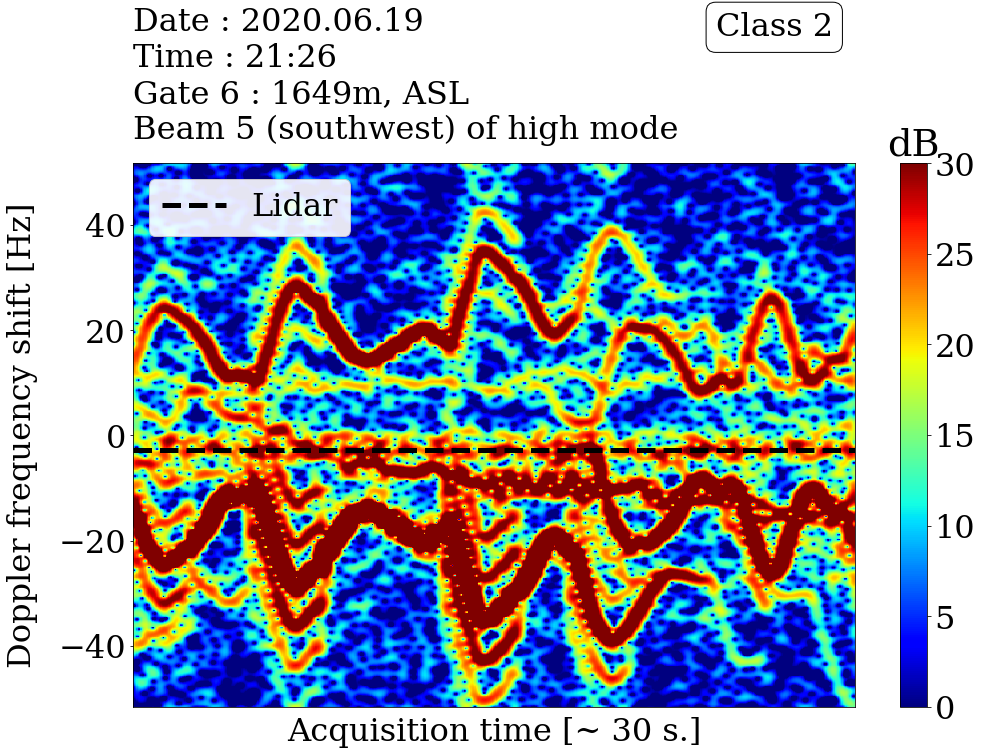 Date : 2020.06.19
Time : 21:26
Gate 6 : 1649m, ASL
Beam 5 (southwest) of high mode
Class 2
dB
Lidar
Doppler frequency shift [Hz]
40
20
0
−20
−40
30
25
20
15
10
5
0
Acquisition time [~ 30 s.]